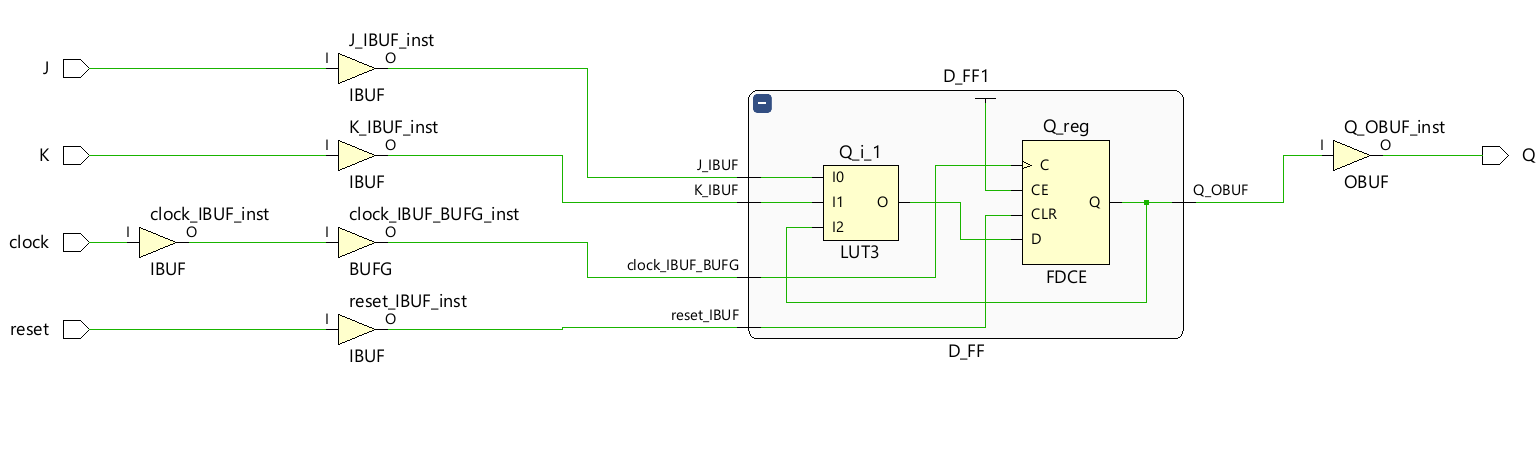 J_IBUF_inst
J
I
O
IBUF
K_IBUF_inst
K
I
O
IBUF
clock_IBUF_inst
clock_IBUF_BUFG_inst
clock
I
O
I
O
IBUF
BUFG
reset_IBUF_inst
reset
I
O
IBUF
D_FF1
J_IBUF
K_IBUF
clock_IBUF_BUFG
reset_IBUF
Q_i_1
I0
I1
O
I2
LUT3
Q_reg
C
CE
CLR
Q
D
FDCE
D_FF
Q_OBUF
Q_OBUF_inst
I
O
Q
OBUF